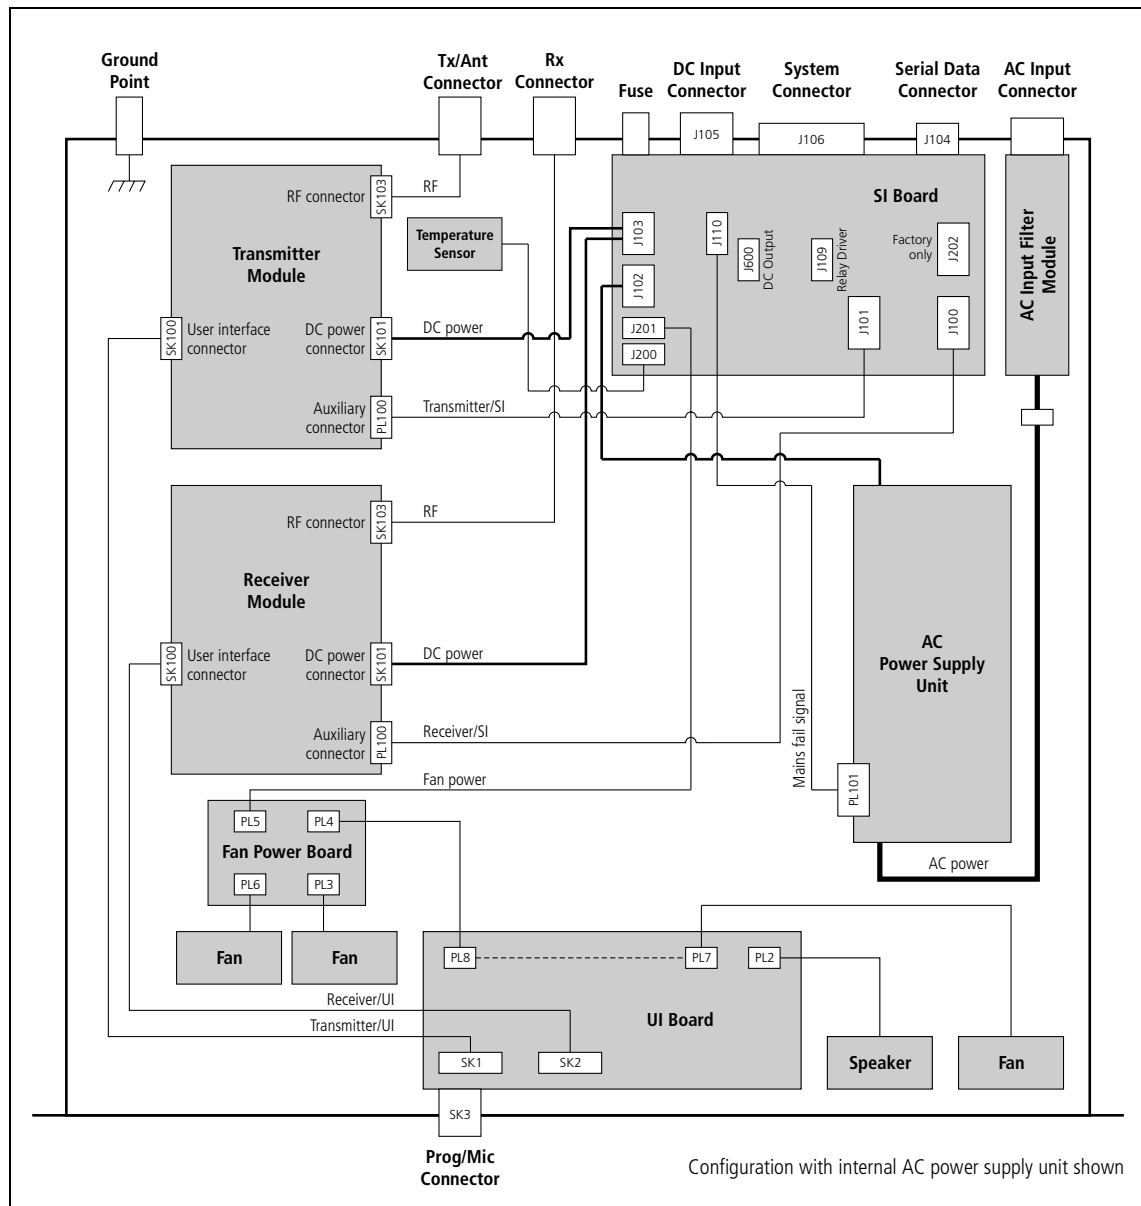 Ground
Point
Tx/Ant
Connector
Rx
Connector
Fuse
DC Input
Connector
System
Connector
Serial Data
Connector
AC Input
Connector
J105
J106
J104
SI Board
RF connector
SK103
RF
Transmitter
Module
Temperature
Sensor
J103
J110
J600
DC Output
J109
Relay Driver
Factory
only
J202
AC Input Filter
Module
J102
J201
J200
J101
J100
SK100
User interface
connector
DC power
connector
SK101
DC power
Auxiliary
connector
PL100
Transmitter/SI
RF connector
SK103
RF
Receiver
Module
SK100
User interface
connector
DC power
connector
SK101
DC power
Auxiliary
connector
PL100
Receiver/SI
AC
Power Supply
Unit
Mains fail signal
PL101
Fan power
PL5
PL4
Fan Power Board
PL6
PL3
AC power
Fan
Fan
PL8
PL7
PL2
Receiver/UI
Transmitter/UI
UI Board
SK1
SK2
Speaker
Fan
SK3
Prog/Mic
Connector
Configuration with internal AC power supply unit shown